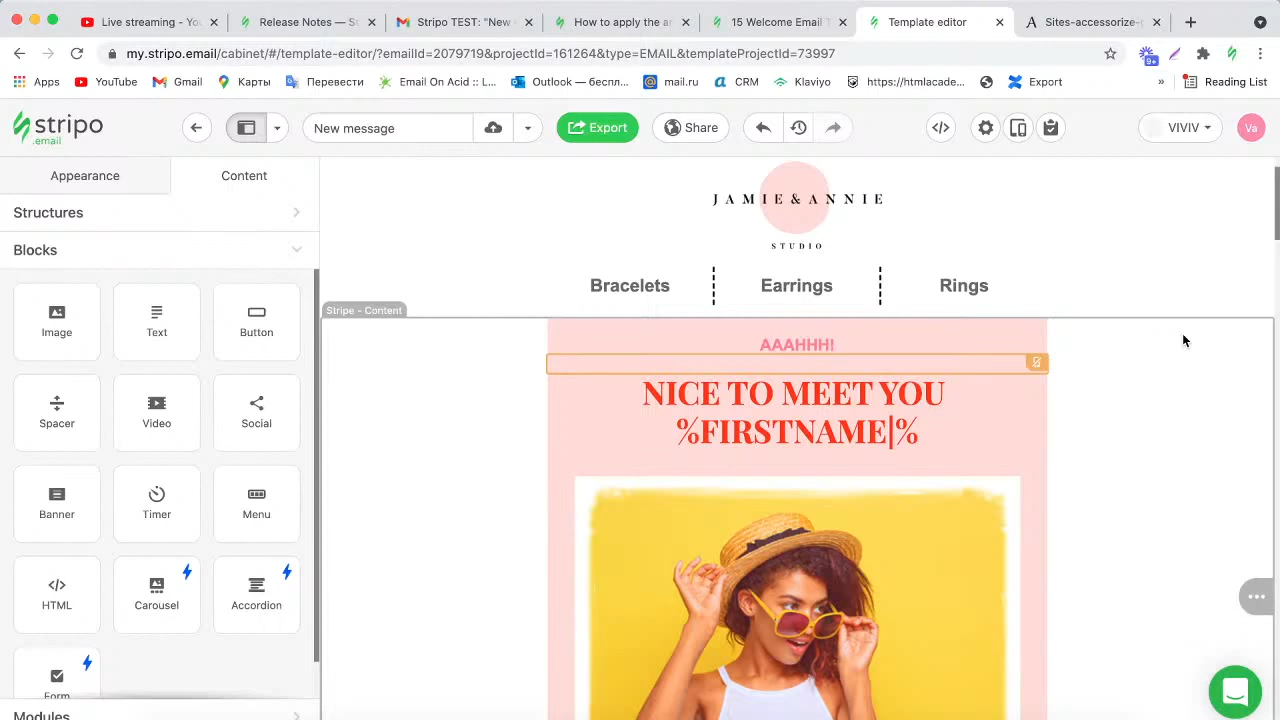 Live streaming - Yo
Release Notes — St
Stripo TEST: "New
How to apply the a
15 Welcome Email T
Template editor
Sites-accessorize-
my.stripo.email/cabinet/#/template-editor/?emailId=2079719&projectId=161264&type=EMAIL&templateProjectId=73997
9+
Apps
YouTube
Gmail
Карты
Перевести
Email On Acid :: L...
Outlook — беспл...
mail.ru
CRM
Klaviyo
https://htmlacade...
Export
»
Reading List
stripo
.email
New message
Export
Share
VIVIV
Va
Appearance
Content
Structures
Blocks
Image
Text
Button
Spacer
Video
Social
Banner
Timer
Menu
HTML
Carousel
Accordion
Form
Modules
JAMIE&ANNIE
STUDIO
Bracelets
Earrings
Rings
Stripe - Content
AAAHHH!
NICE TO MEET YOU
%FIRSTNAME%